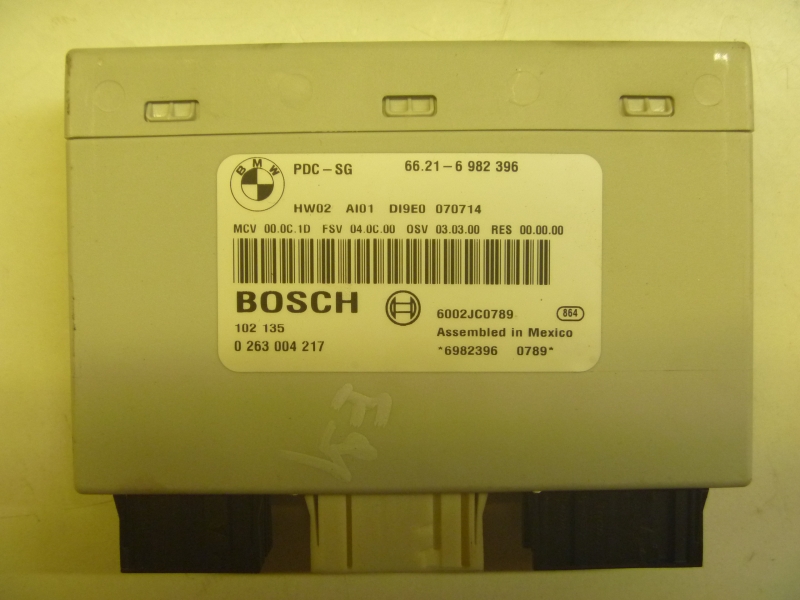 BMW
PDC-SG 66.21-6 982 396
HW02 AI01 DI9E0 070714
MCV 00.0C.1D FSV 04.0C.00 OSV 03.03.00 RES 00.00.00
BOSCH
6002JC0789 864
102 135 Assembled in Mexico
0 263 004 217 *6982396 0789*